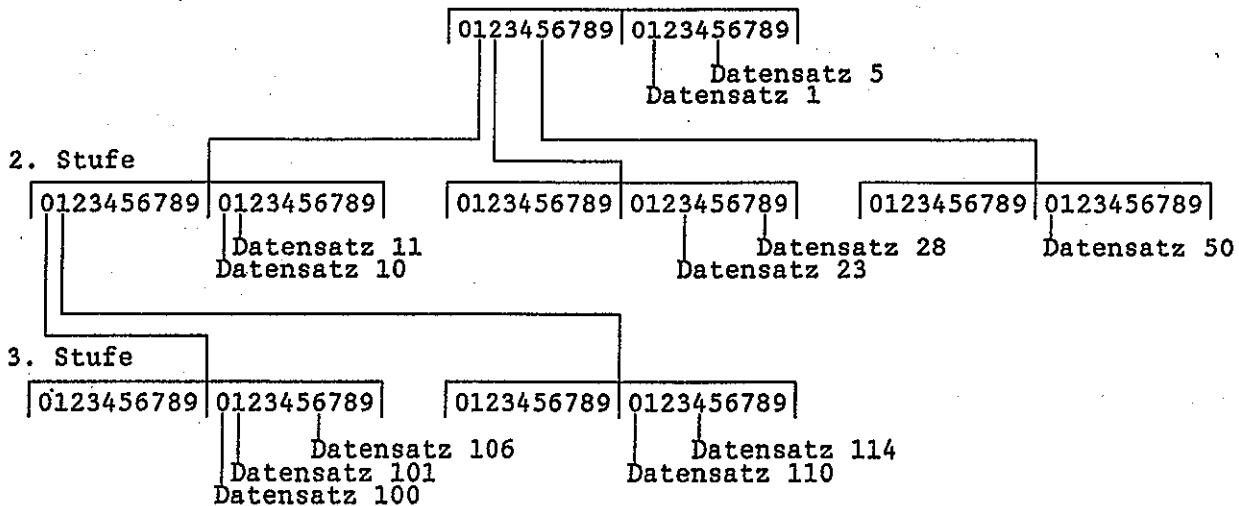 0123456789 0123456789
Datensatz 5
Datensatz 1
2. Stufe
0123456789 0123456789 0123456789 0123456789 0123456789 0123456789
Datensatz 11 Datensatz 28 Datensatz 50
Datensatz 10 Datensatz 23
3. Stufe
0123456789 0123456789 0123456789 0123456789
Datensatz 106 Datensatz 114
Datensatz 101 Datensatz 110
Datensatz 100